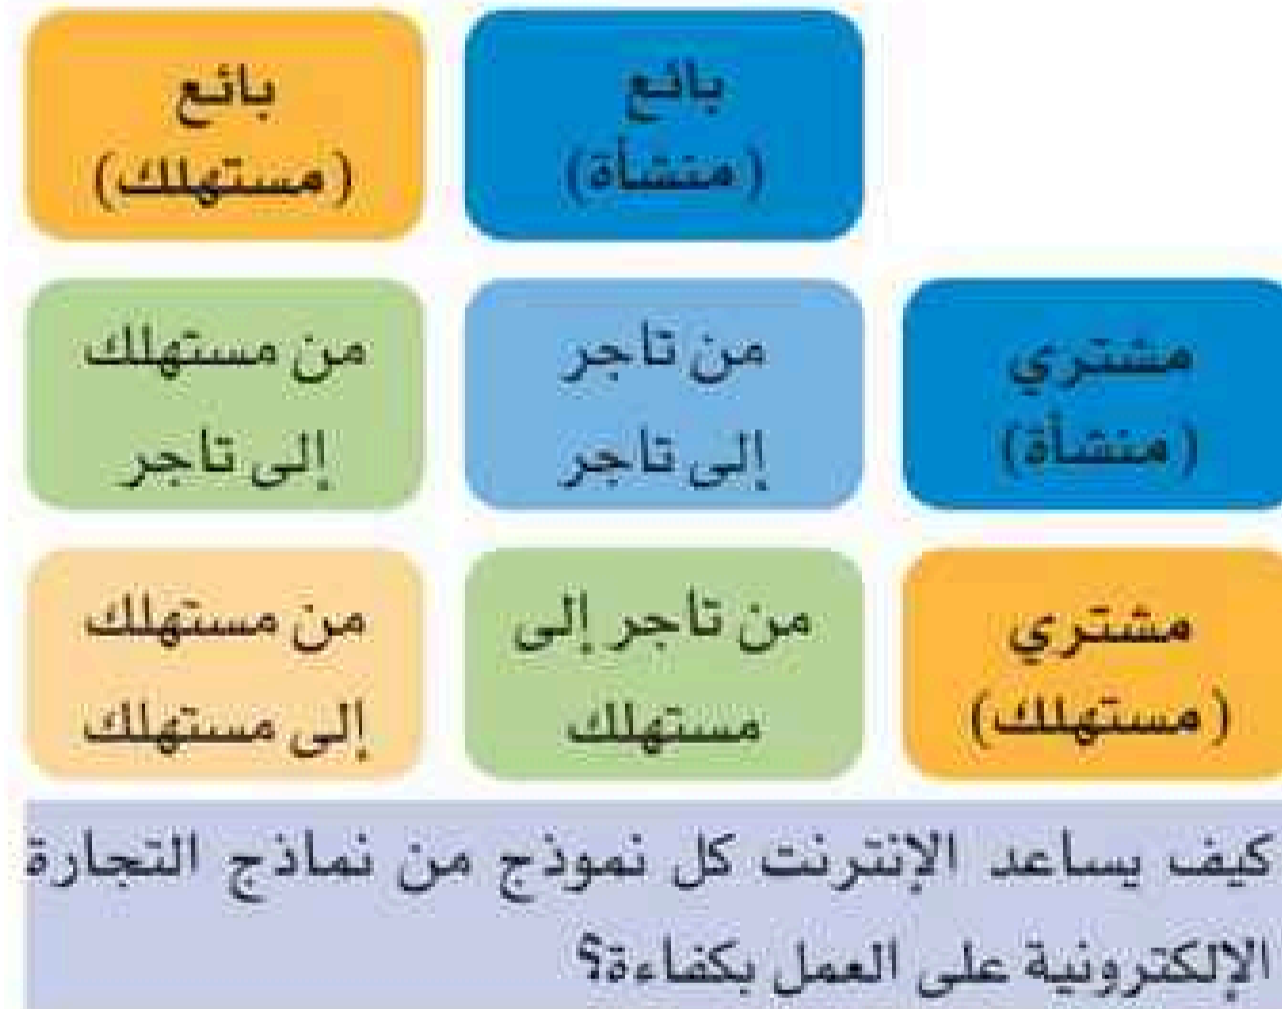 بائع
(منشأة)
بائع
(مستهلك)
مشتري
(منشأة)
من تاجر
إلى تاجر
من مستهلك
إلى تاجر
مشتري
(مستهلك)
من تاجر إلى
مستهلك
من مستهلك
إلى مستهلك
كيف يساعد الإنترنت كل نموذج من نماذج التجارة
الإلكترونية على العمل بكفاءة؟